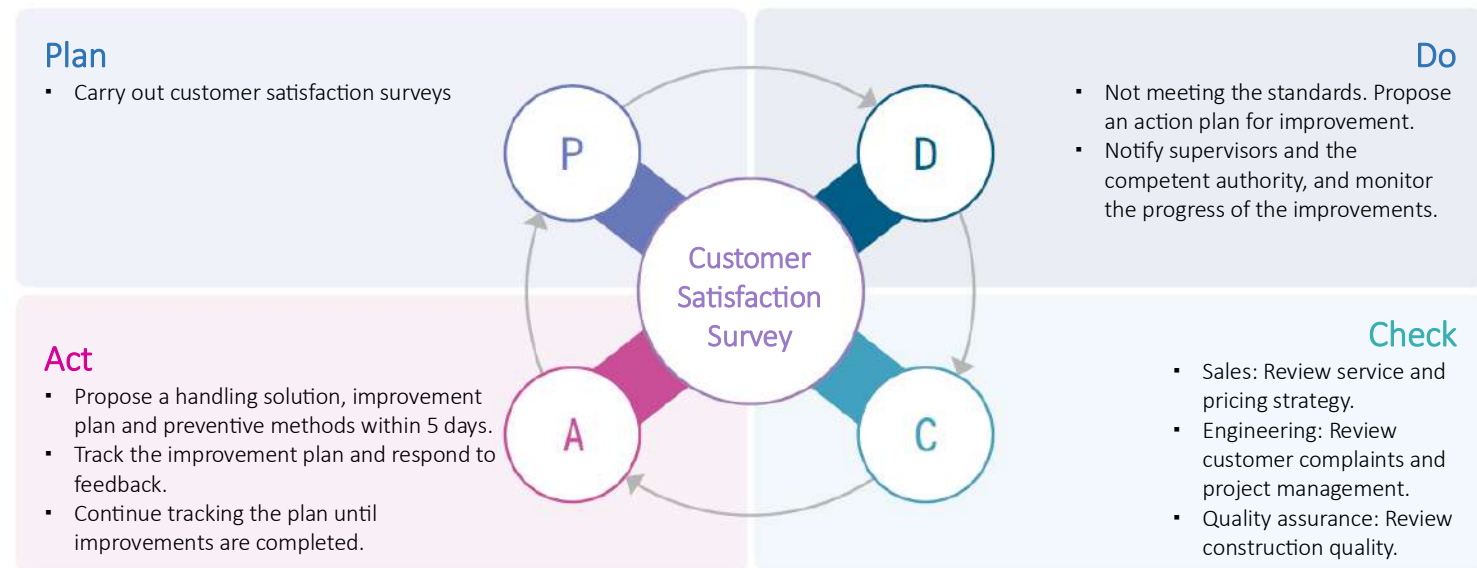 Plan
▪ Carry out customer satisfaction surveys
P
D
Do
▪ Not meeting the standards. Propose
an action plan for improvement.
▪ Notify supervisors and the
competent authority, and monitor
the progress of the improvements.
Customer
Satisfaction
Survey
Act
▪ Propose a handling solution, improvement
plan and preventive methods within 5 days.
▪ Track the improvement plan and respond to
feedback.
▪ Continue tracking the plan until
improvements are completed.
A
C
Check
▪ Sales: Review service and
pricing strategy.
▪ Engineering: Review
customer complaints and
project management.
▪ Quality assurance: Review
construction quality.